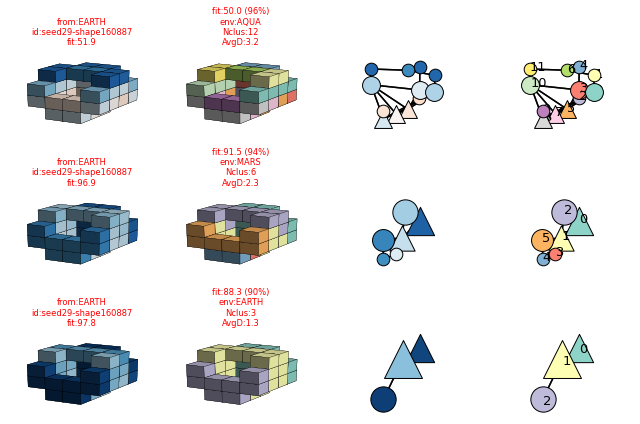 from:EARTH
id:seed29-shape160887
fit:51.9
fit:50.0 (96%)
env:AQUA
Nclus:12
AvgD:3.2
11
6
4
10
from:EARTH
id:seed29-shape160887
fit:96.9
fit:91.5 (94%)
env:MARS
Nclus:6
AvgD:2.3
2
0
5
1
3
4
from:EARTH
id:seed29-shape160887
fit:97.8
fit:88.3 (90%)
env:EARTH
Nclus:3
AvgD:1.3
0
1
2